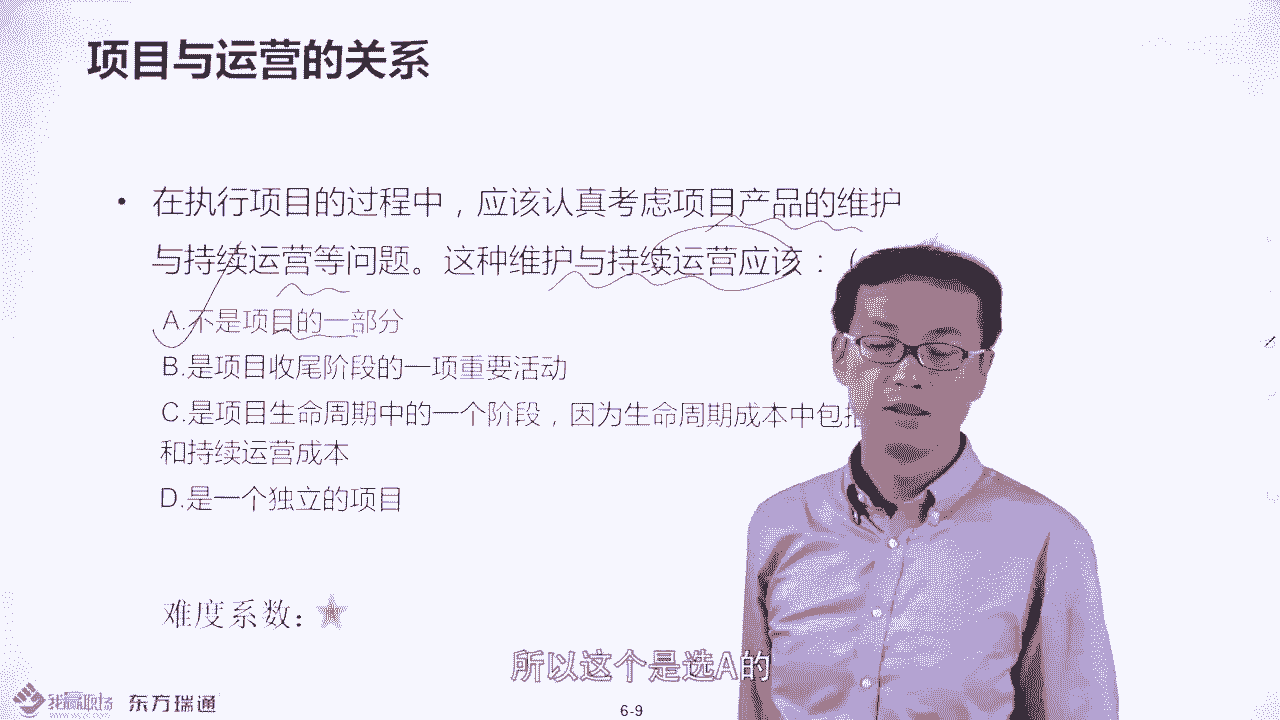 项目与运营的关系
• 在执行项目的过程中，应该认真考虑项目产品的维护
与持续运营等问题。这种维护与持续运营应该：（
A.不是项目的一部分
B.是项目收尾阶段的一项重要活动
C.是项目生命周期中的一个阶段，因为生命周期成本中包括
和持续运营成本
D.是一个独立的项目
难度系数：★
所以这个是选A的
我赢职场 东方瑞通
6-9